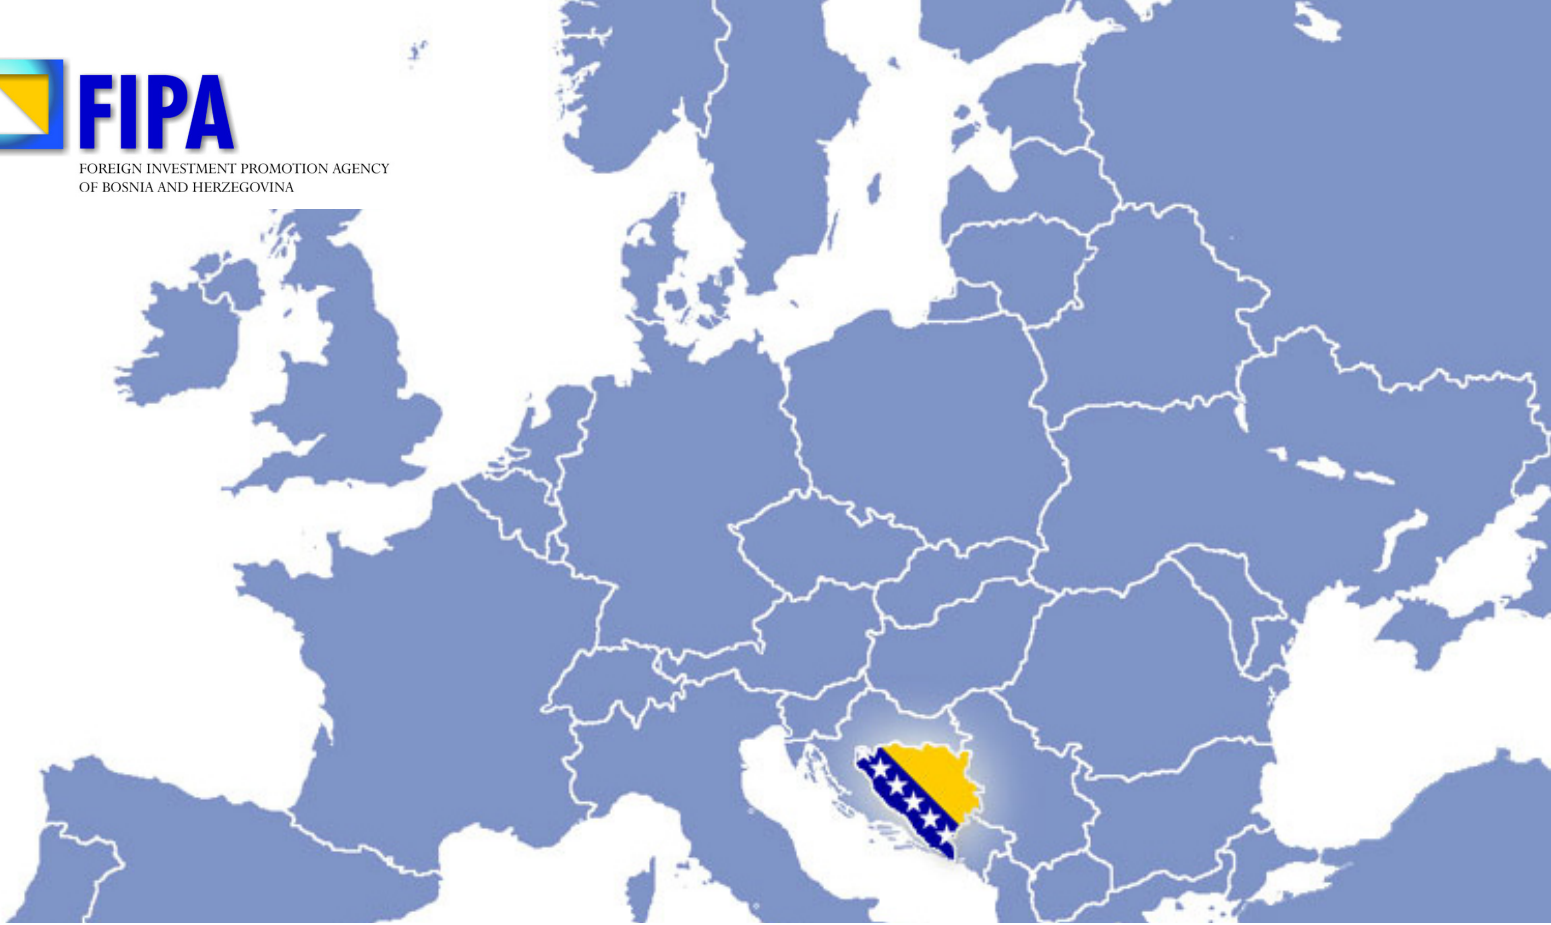 FIPA
FOREIGN INVESTMENT PROMOTION AGENCY
OF BOSNIA AND HERZEGOVINA